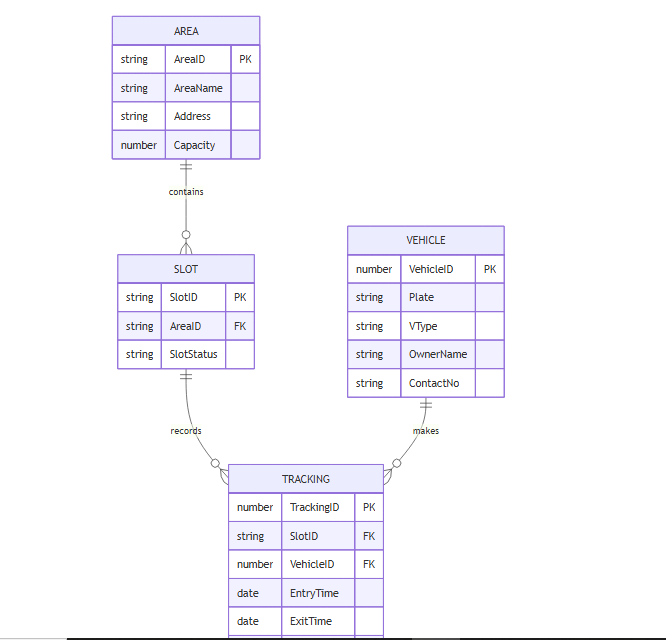 AREA
string AreaID PK
string AreaName
string Address
number Capacity
contains
SLOT
string SlotID PK
string AreaID FK
string SlotStatus
VEHICLE
number VehicleID PK
string Plate
string VType
string OwnerName
string ContactNo
records
makes
TRACKING
number TrackingID PK
string SlotID FK
number VehicleID FK
date EntryTime
date ExitTime